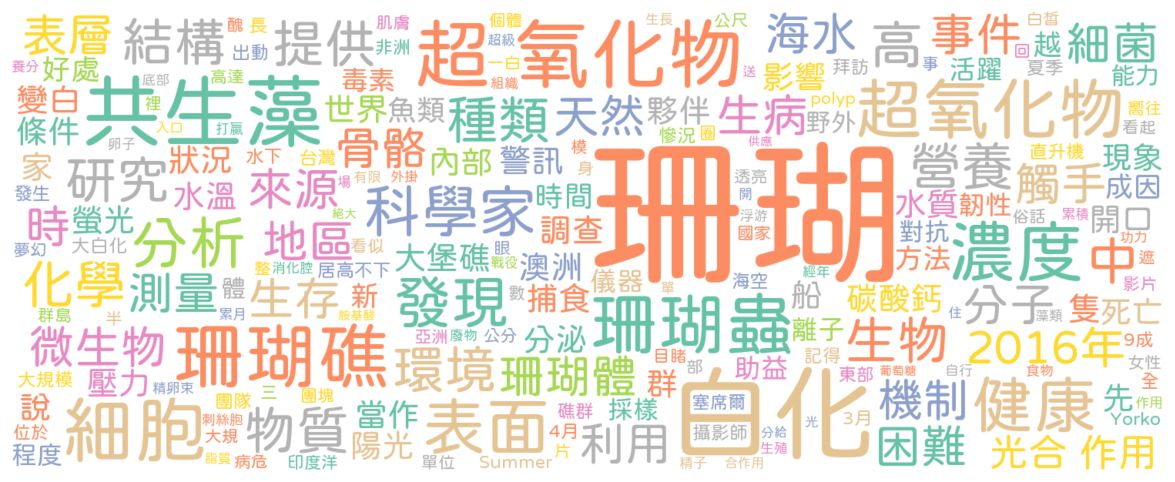 表層
結構
提供
醜
長
出動
肌膚
非洲
超氧化物
個體
超級
一白
組織
生長
公尺
送
海水
白皙
拜訪
高
事
事件
回
越
夏季
細菌
養分
好處
底部
高達
毒素
影響
活躍
能力
變白
條件
共生藻
裡
入口
卵子
打贏
世界
魚類
種類
天然
夥伴
慘況
圈
生病
供應
polyp
野外
超氧化物
嚮往
看起
家
研究
狀況
水下
台灣
場
來源
骨骼
有限
外掛
內部
警訊
模
身
珊瑚
透亮
開
浮游
國家
營養
直升機
觸手
現象
成因
發生
水溫
科學家
時間
調查
水質
韌性
俗話
累積
開口
時
螢光
大白化
夢幻
分析
絕大
地區
看似
大堡礁
眼
戰役
澳洲
儀器
海空
對抗
方法
濃度
中
功力
遮
化學
群島
半
測量
體
累月
整
消化腔
生存
居高不下
胺基酸
新
發現
數
捕食
珊瑚蟲
單
經年
船
離子
碳酸鈣
住
分子
藻類
隻
影片
死亡
微生物
珊瑚礁
亞洲
廢物
公分
分泌
環境
珊瑚體
目睹
群
部
助益
記得
東部
生物
葡萄糖
自行
2016年
食物
9成
女性
全
大規模
壓力
精卵束
三
團隊
團塊
說
位於
程度
細胞
脂質
刺絲胞
大規
病危
物質
印度洋
當作
陽光
單位
表面
Summer
礁群
4月
片
採樣
利用
塞席爾
攝影師
精子
白化
光
分給
生殖
合作用
3月
機制
困難
健康
先
作用
Yorko
光合
作用